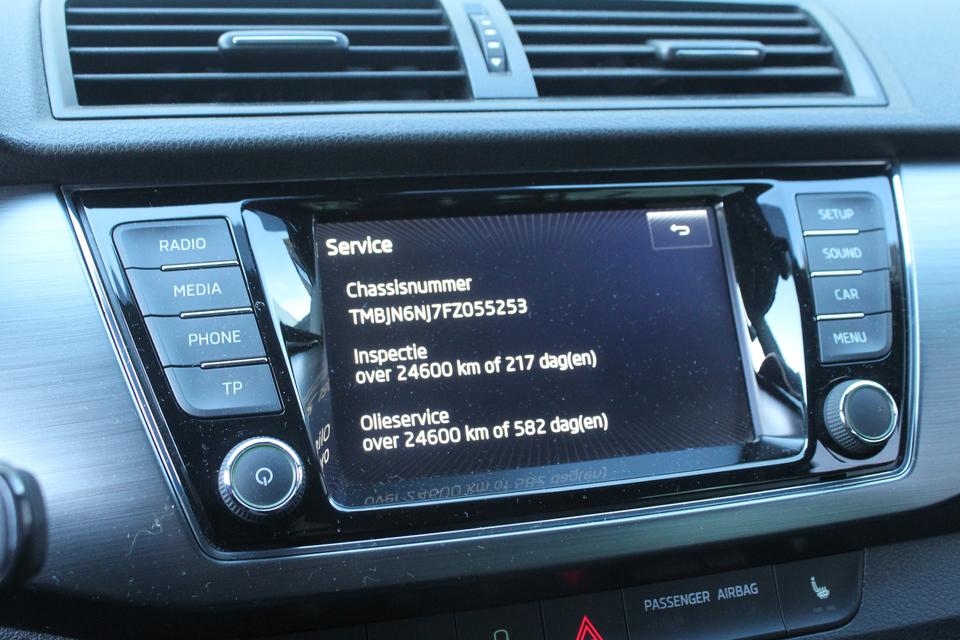 RADIO
MEDIA
PHONE
TP
Service
Chassisnummer
TMBJN6NJ7FZ055253
Inspectie
over 24600 km of 217 dag(en)
Olieservice
over 24600 km of 582 dag(en)
SETUP
SOUND
CAR
MENU
PASSENGER AIRBAG